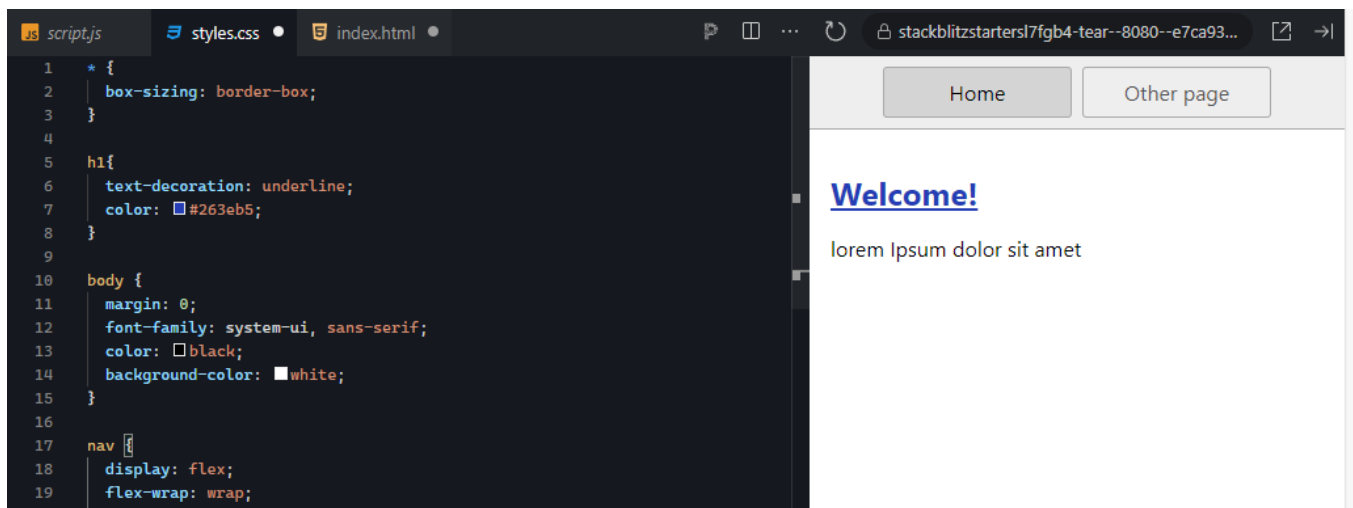 JS script.js styles.css index.html stackblitzstartersl7fgb4-tear--8080--e7ca93...
1 * {
2 box-sizing: border-box;
3 }
4
5 h1{
6 text-decoration: underline;
7 color: #263eb5;
8 }
9
10 body {
11 margin: 0;
12 font-family: system-ui, sans-serif;
13 color: black;
14 background-color: white;
15 }
16
17 nav {
18 display: flex;
19 flex-wrap: wrap;
Home Other page
Welcome!
lorem Ipsum dolor sit amet